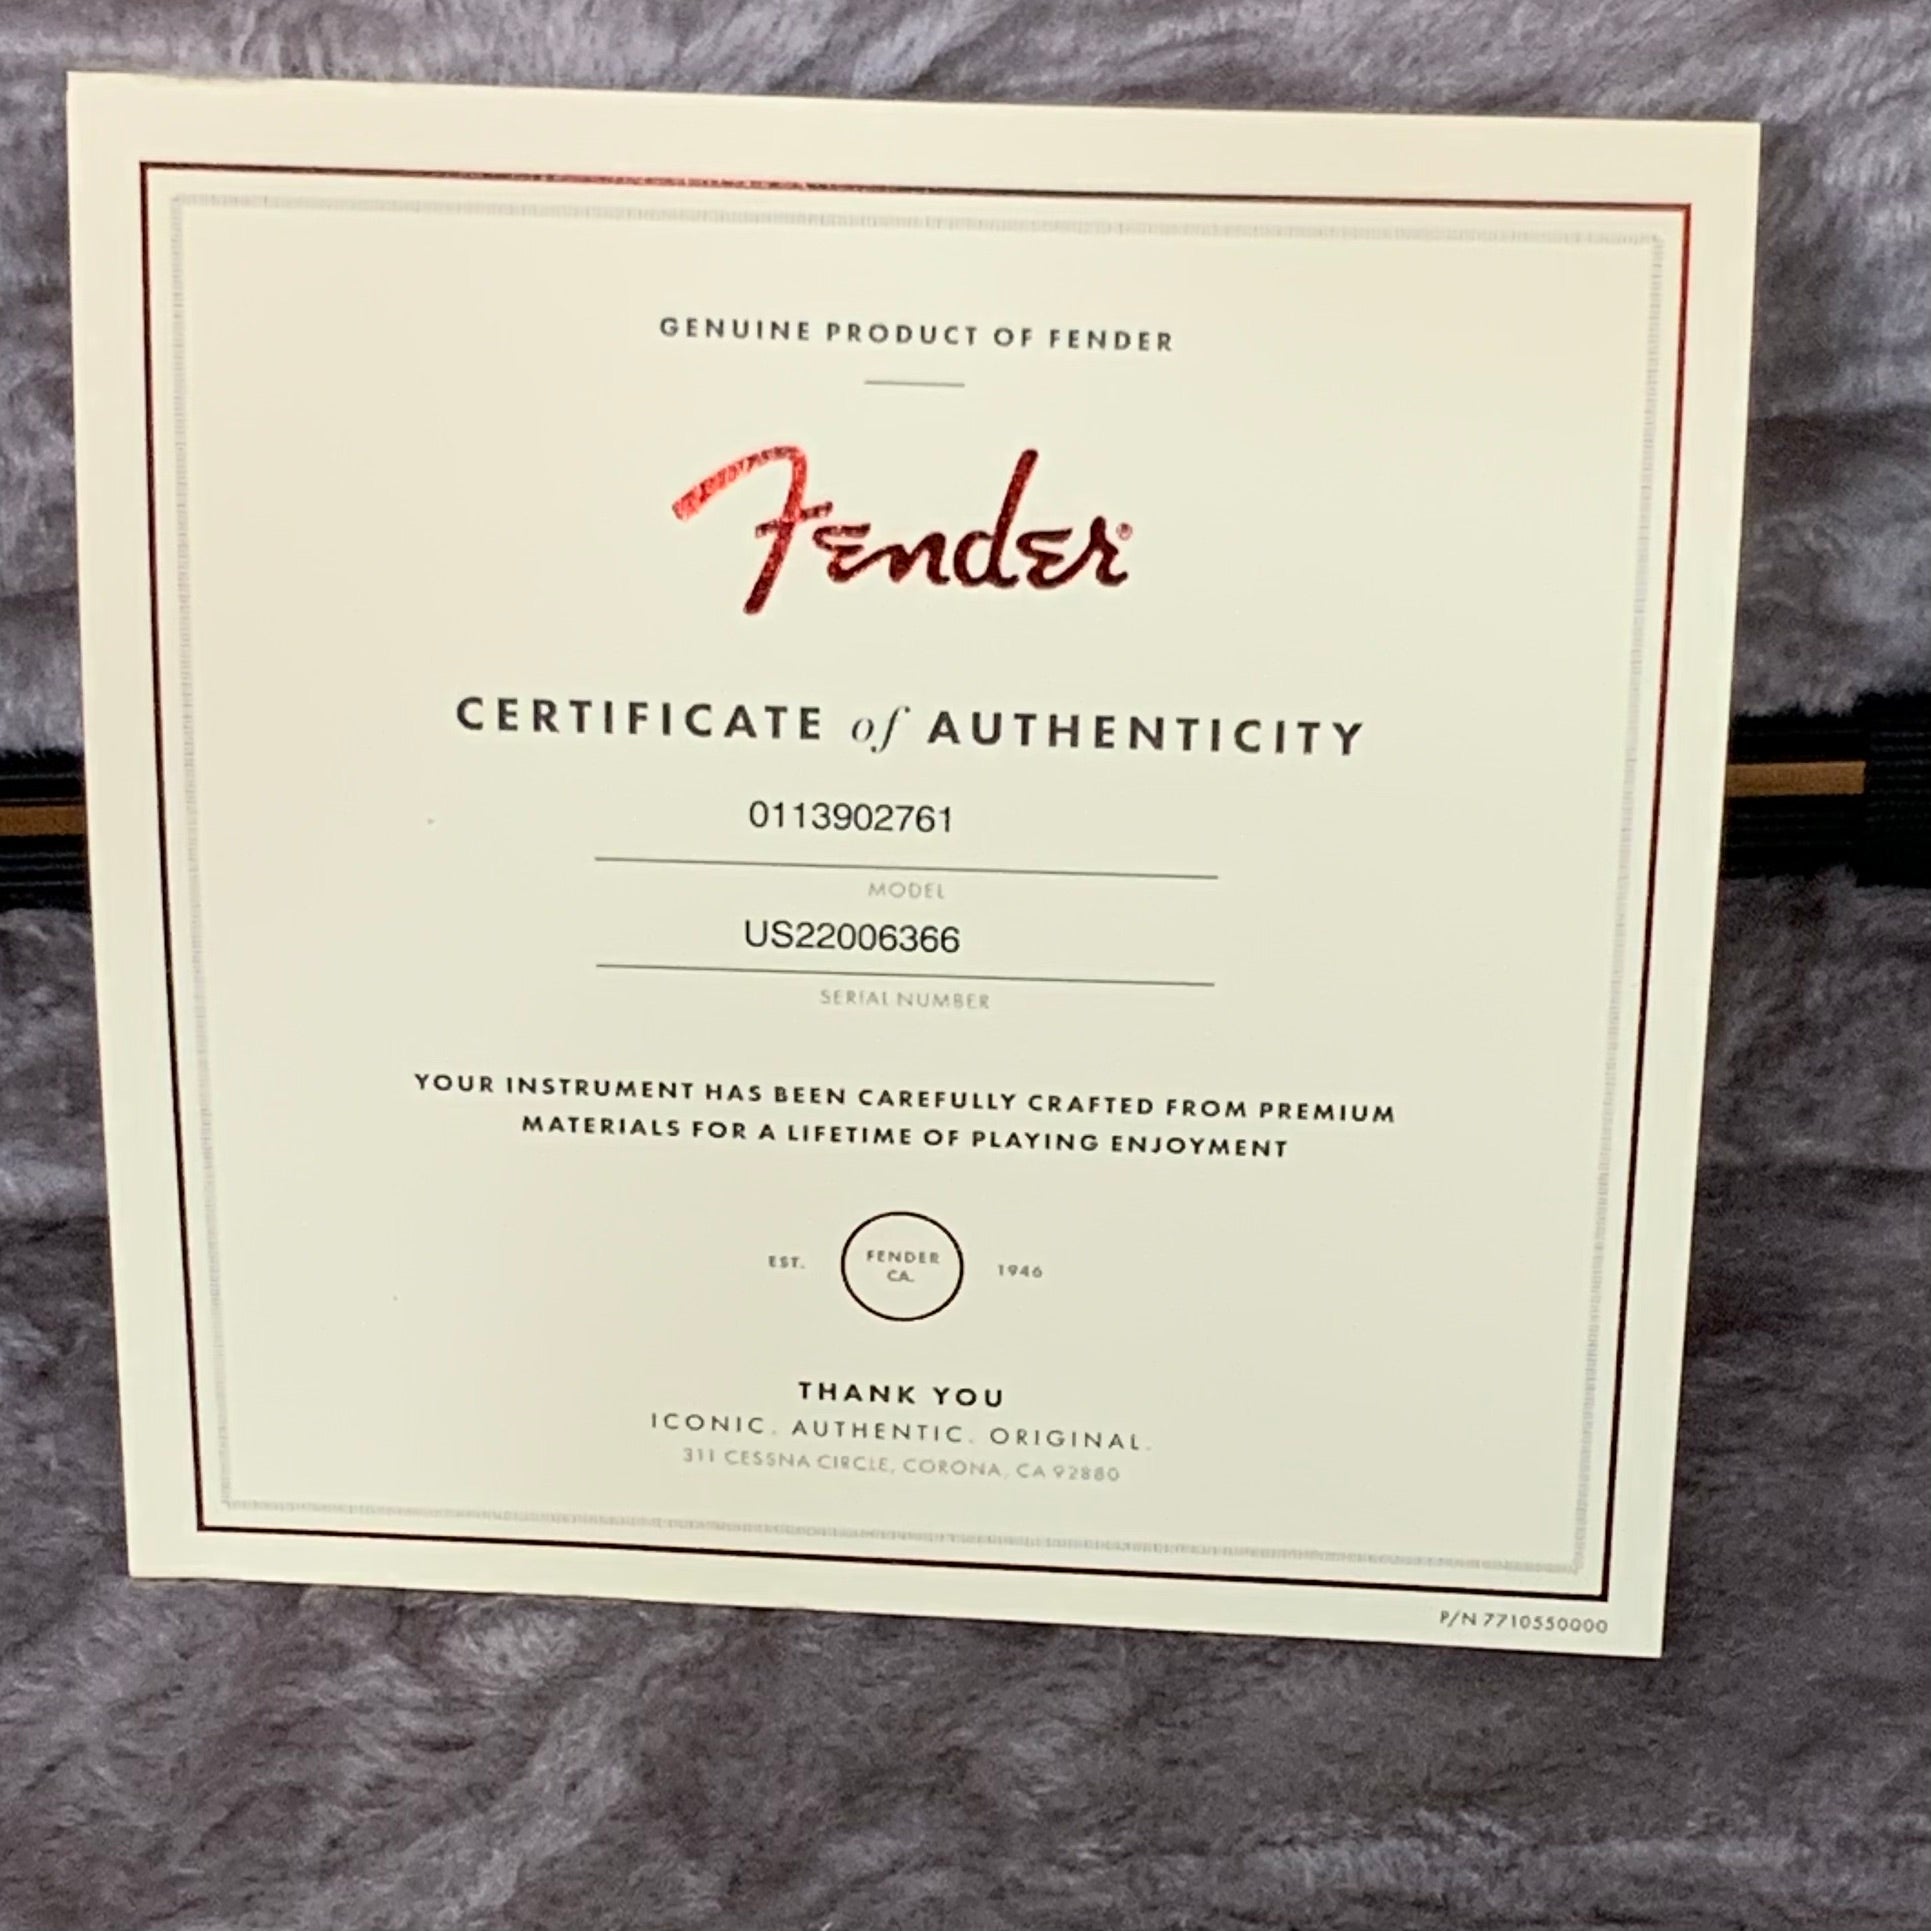 GENUINE PRODUCT OF FENDER
Fender®
CERTIFICATE of AUTHENTICITY
0113902761
MODEL
US22006366
SERIAL NUMBER
YOUR INSTRUMENT HAS BEEN CAREFULLY CRAFTED FROM PREMIUM
MATERIALS FOR A LIFETIME OF PLAYING ENJOYMENT
EST. FENDER CA. 1946
THANK YOU
ICONIC. AUTHENTIC. ORIGINAL.
311 CESSNA CIRCLE, CORONA, CA 92880
P/N 7710550000